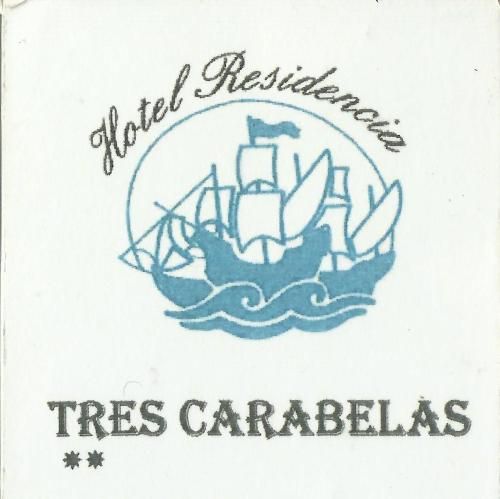 Hotel Residencia
TRES CARABELAS
**